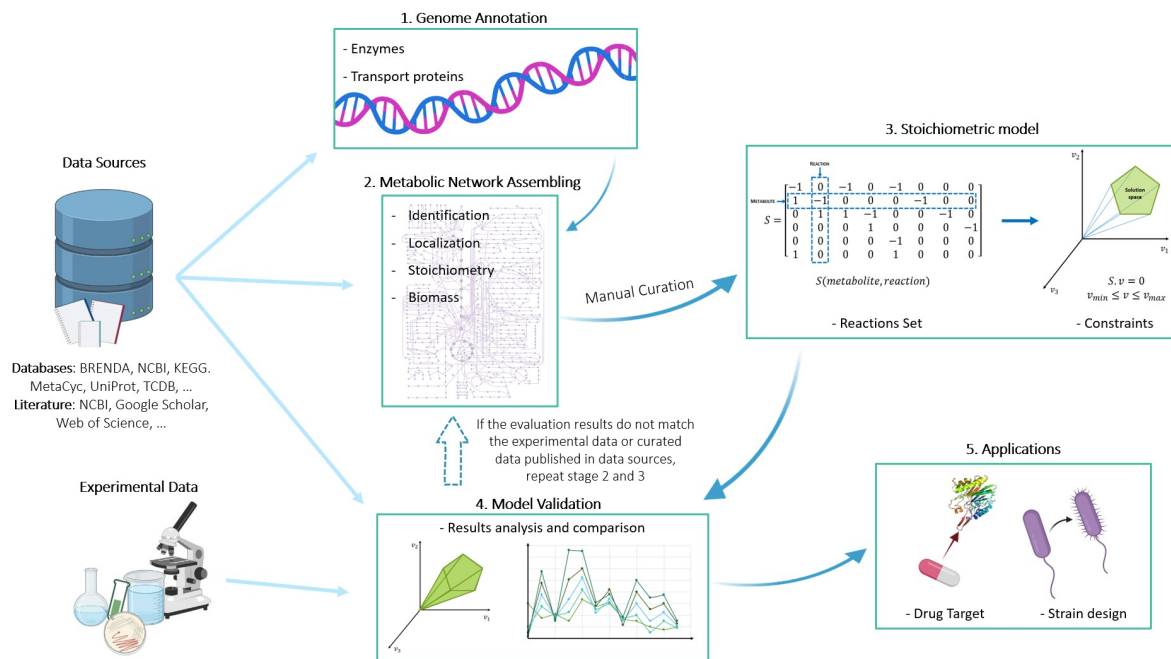 1. Genome Annotation
- Enzymes
- Transport proteins
Data Sources
Databases: BRENDA, NCBI, KEGG.
MetaCyc, UniProt, TCDB, ...
Literature: NCBI, Google Scholar,
Web of Science, ...
2. Metabolic Network Assembling
- Identification
- Localization
- Stoichiometry
- Biomass
Manual Curation
3. Stoichiometric model
REACTION
METABOLITE
S =
−1 0 −1 0 −1 0 0 0
1 −1 0 0 0 −1 0 0
0 1 1 −1 0 0 −1 0
0 0 0 1 0 0 0 −1
0 0 0 0 −1 0 0 0
1 0 0 0 1 0 0 0
S(metabolite, reaction)
- Reactions Set
v2
Solution
space
v1
v3
S. v = 0
vmin ≤ v ≤ vmax
- Constraints
If the evaluation results do not match
the experimental data or curated
data published in data sources,
repeat stage 2 and 3
Experimental Data
4. Model Validation
- Results analysis and comparison
v2
v1
v3
5. Applications
- Drug Target
- Strain design